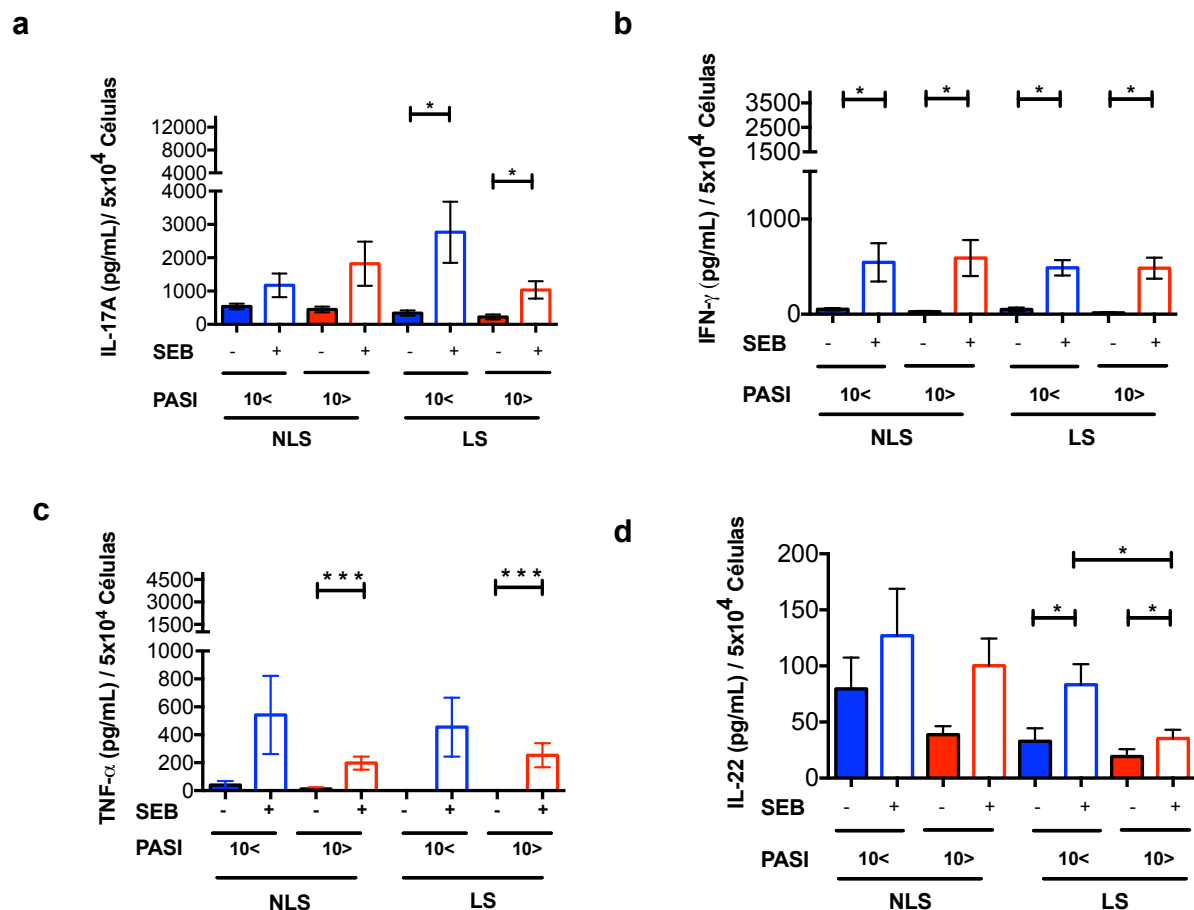 a
IL-17A (pg/mL)/ 5x10⁴ Células
12000
8000
4000
4000
3000
2000
1000
0
*
*
SEB - + - + - + - +
PASI 10< 10> 10< 10>
NLS LS
b
IFN-γ (pg/mL) / 5x10⁴ Células
3500
2500
1500
1000
0
* * * *
SEB - + - + - + - +
PASI 10< 10> 10< 10>
NLS LS
c
TNF-α (pg/mL) / 5x10⁴ Células
4500
3000
1500
1000
800
600
400
200
0
*** ***
SEB - + - + - + - +
PASI 10< 10> 10< 10>
NLS LS
d
IL-22 (pg/mL) / 5x10⁴ Células
200
150
100
50
0
*
* *
SEB - + - + - + - +
PASI 10< 10> 10< 10>
NLS LS